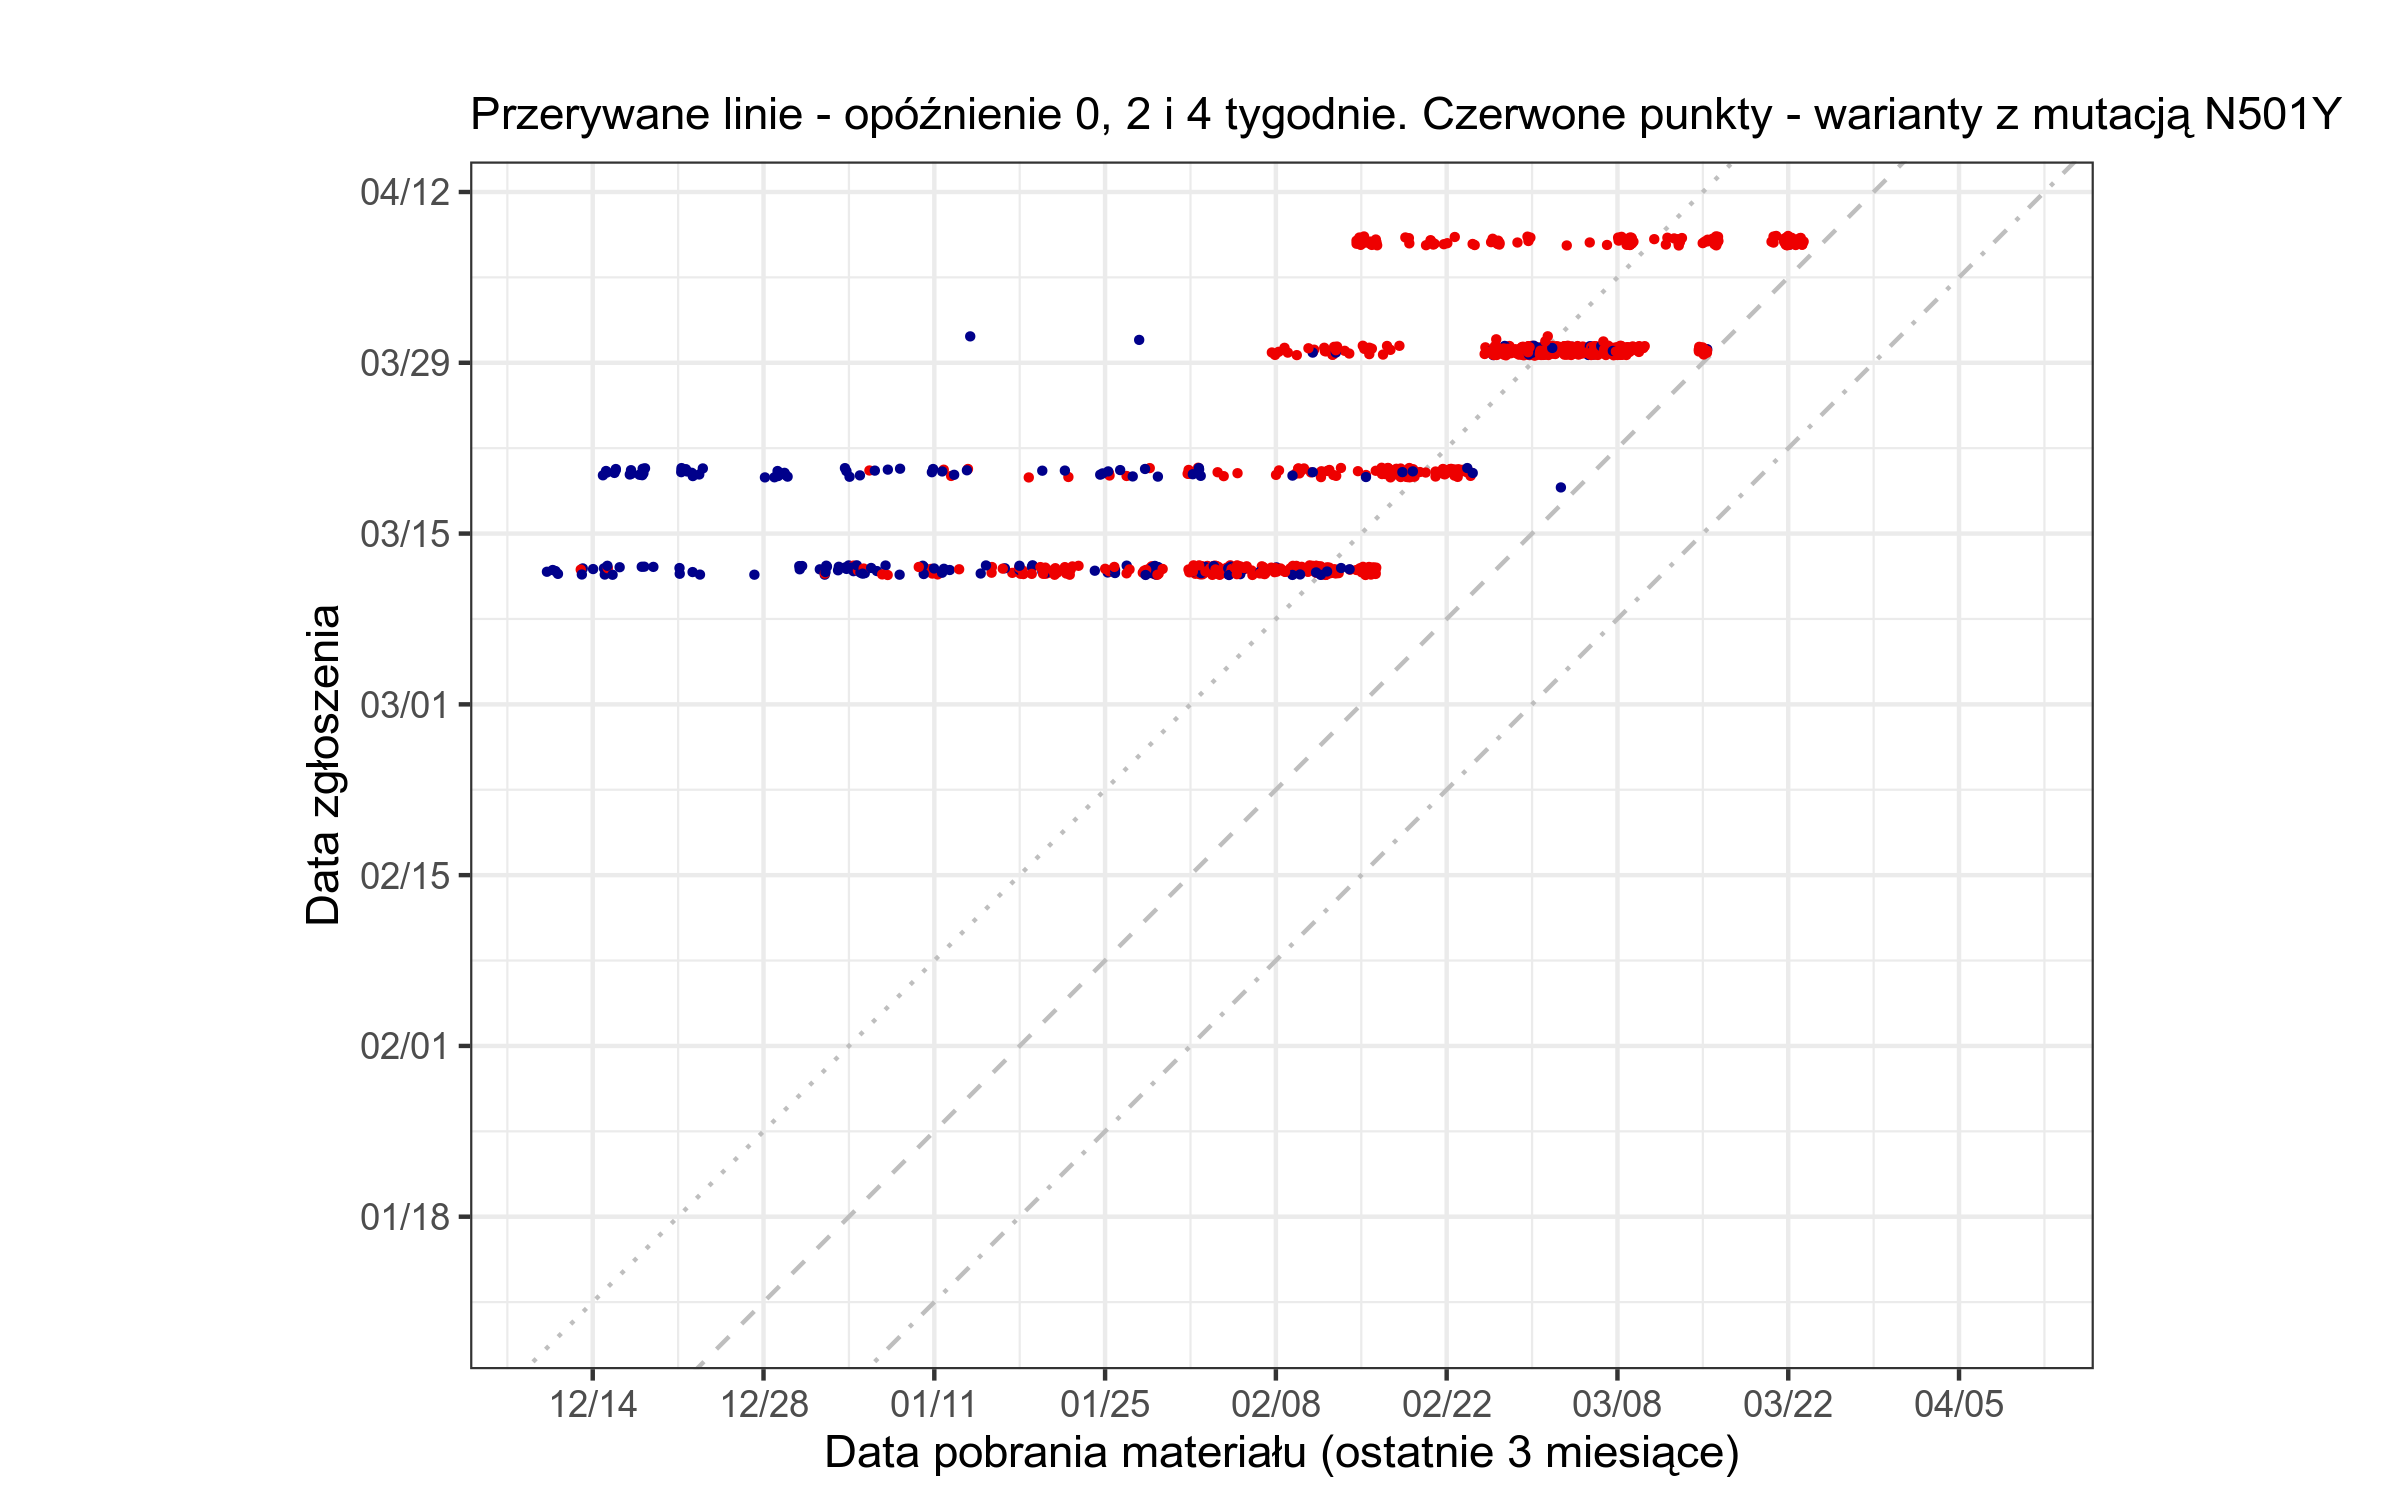 Przerywane linie - opóźnienie 0, 2 i 4 tygodnie. Czerwone punkty - warianty z mutacją N501Y
Data zgłoszenia
04/12
03/29
03/15
03/01
02/15
02/01
01/18
12/14 12/28 01/11 01/25 02/08 02/22 03/08 03/22 04/05
Data pobrania materiału (ostatnie 3 miesiące)